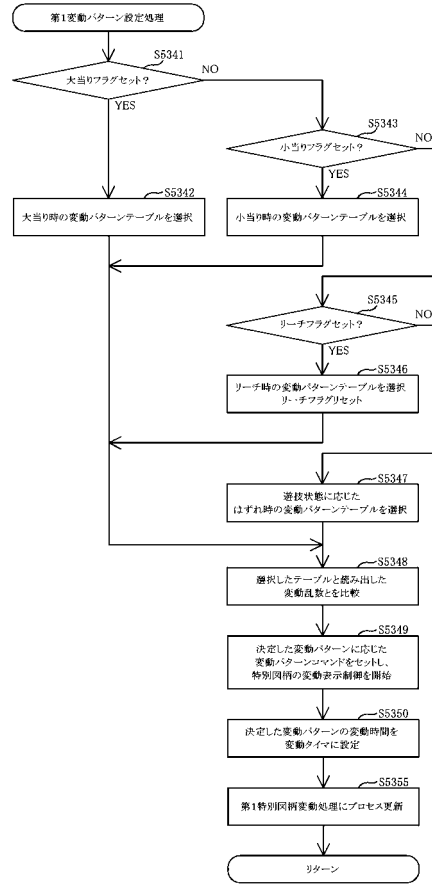 第1変動パターン設定処理
S5341
大当りフラグセット？
NO
YES
S5343
小当りフラグセット？
NO
YES
S5342
大当り時の変動パターンテーブルを選択
S5344
小当り時の変動パターンテーブルを選択
S5345
リーチフラグセット？
NO
YES
S5346
リーチ時の変動パターンテーブルを選択
リーチフラグリセット
S5347
遊技状態に応じた
はずれ時の変動パターンテーブルを選択
S5348
選択したテーブルと読み出した
変動乱数とを比較
S5349
決定した変動パターンに応じた
変動パターンコマンドをセットし、
特別図柄の変動表示制御を開始
S5350
決定した変動パターンの変動時間を
変動タイマに設定
S5355
第1特別図柄変動処理にプロセス更新
リターン